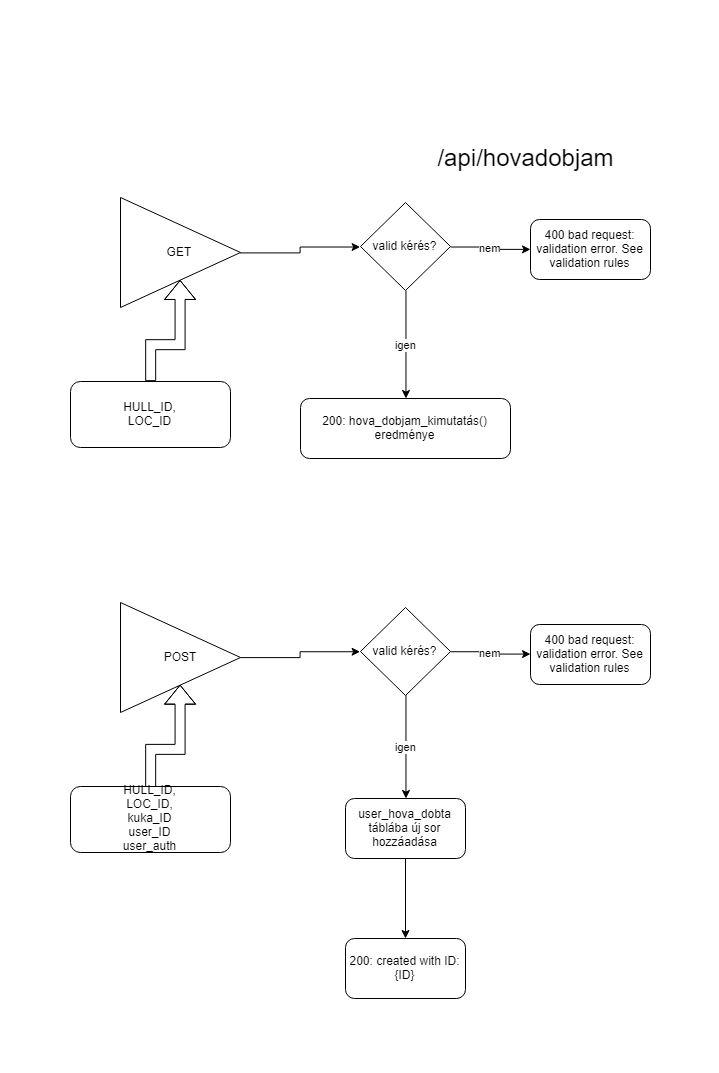 /api/hovadobjam
GET
valid kérés?
nem
400 bad request:
validation error. See
validation rules
igen
HULL_ID,
LOC_ID
200: hova_dobjam_kimutatás()
eredménye
POST
valid kérés?
nem
400 bad request:
validation error. See
validation rules
igen
HULL_ID,
LOC_ID,
kuka_ID
user_ID
user_auth
user_hova_dobta
táblába új sor
hozzáadása
200: created with ID:
{ID}